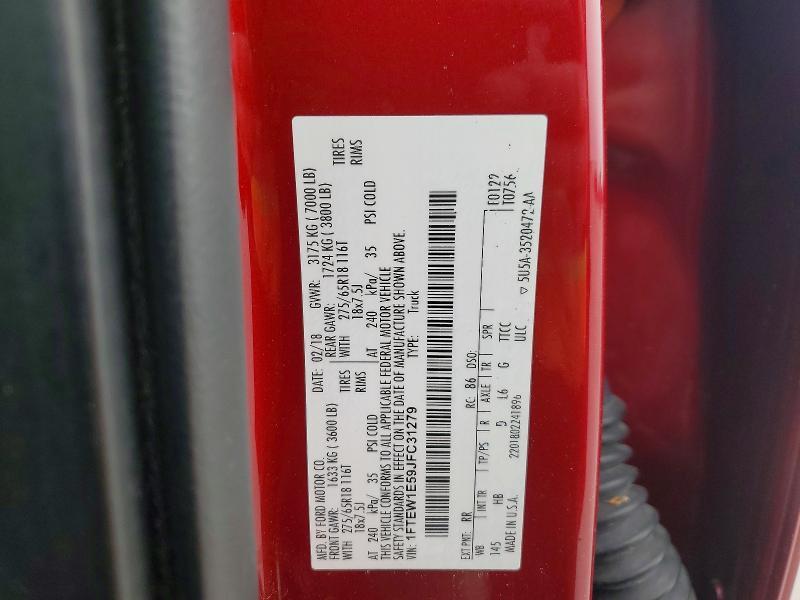 MFD. BY FORD MOTOR CO.
DATE: 02/18 GVWR: 3175 KG ( 7000 LB)
FRONT GAWR: 1633 KG ( 3600 LB) REAR GAWR: 1724 KG ( 3800 LB)
WITH 275/65R18 116T TIRES WITH 275/65R18 116T TIRES
18x7.5J RIMS 18x7.5J RIMS
AT 240 kPa/ 35 PSI COLD AT 240 kPa/ 35 PSI COLD
THIS VEHICLE CONFORMS TO ALL APPLICABLE FEDERAL MOTOR VEHICLE
SAFETY STANDARDS IN EFFECT ON THE DATE OF MANUFACTURE SHOWN ABOVE.
VIN: 1FTEW1E59JFC31279 TYPE: Truck
F0129
T0756
EXT PNT: RR RC: 86 DSO:
WB INT TR TP/PS R AXLE TR SPR
145 HB 9 L6 G TTCC
MADE IN U.S.A. 2201802241896 ULC
▽ 5U5A-3520472-AA